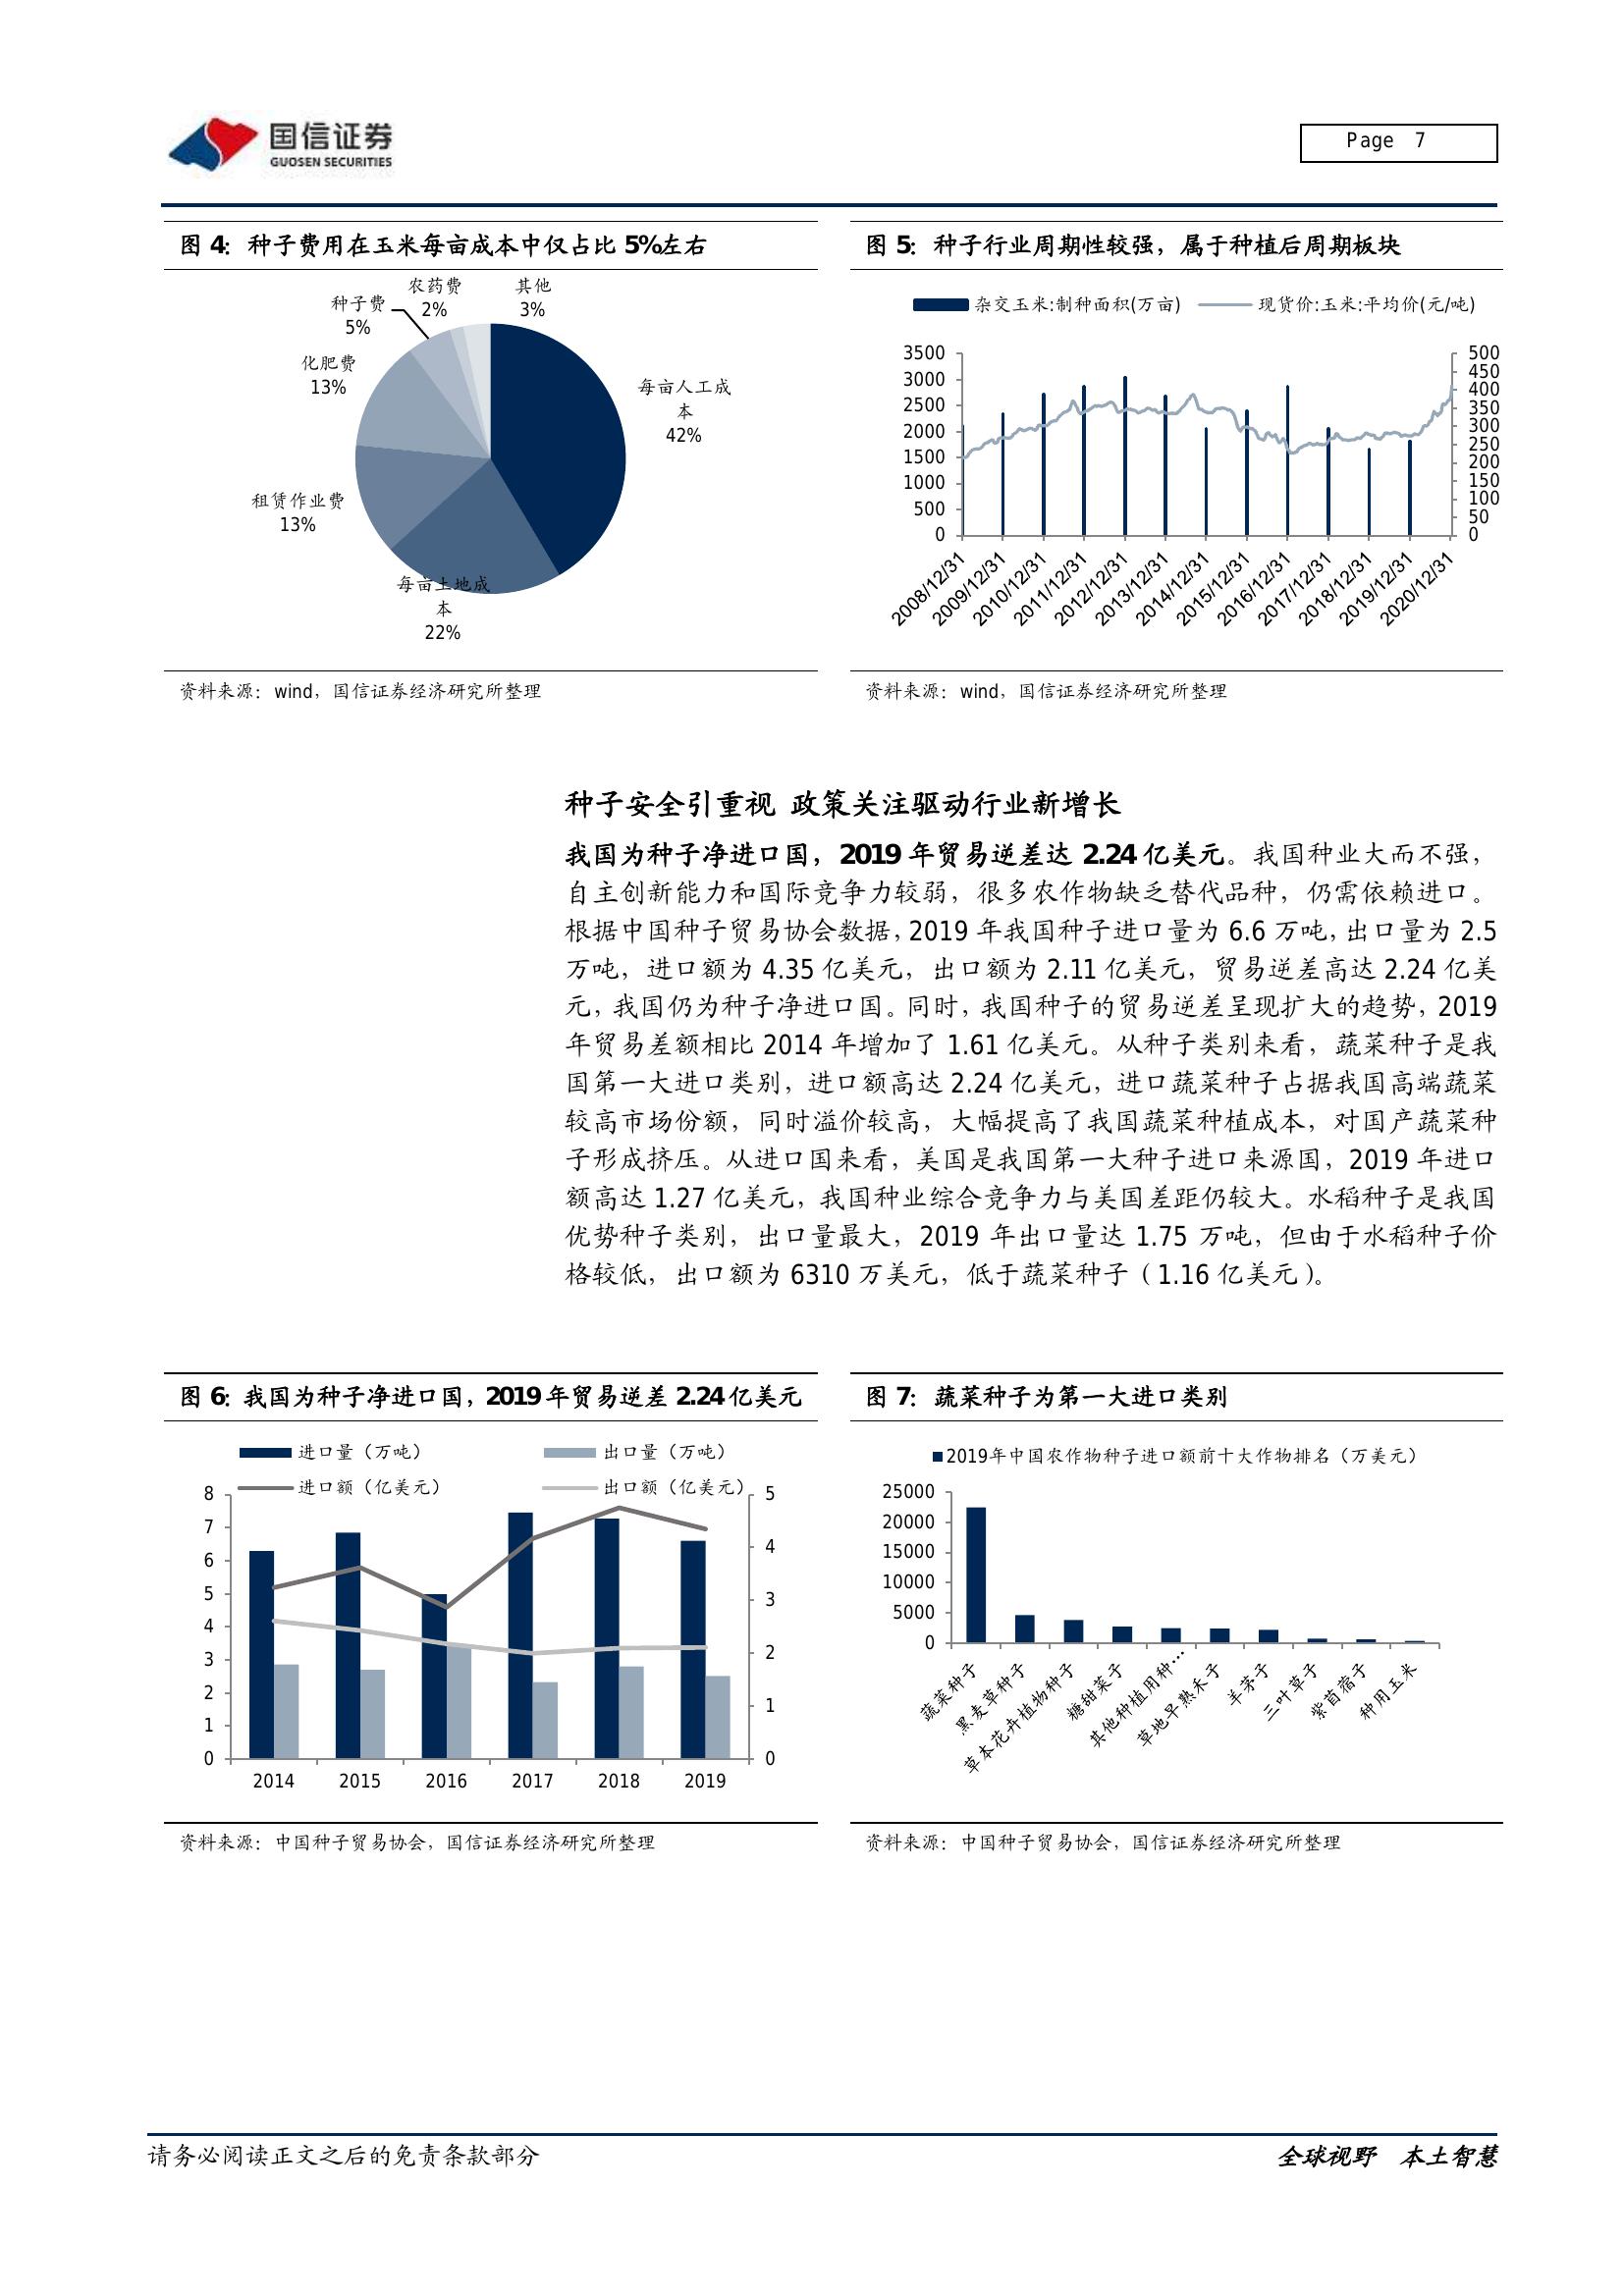 国信证券
GUOSEN SECURITIES
Page 7
图 4：种子费用在玉米每亩成本中仅占比 5%左右
农药费
2%
其他
3%
种子费
5%
化肥费
13%
每亩人工成
本
42%
租赁作业费
13%
每亩土地成
本
22%
资料来源：wind，国信证券经济研究所整理
图 5：种子行业周期性较强，属于种植后周期板块
杂交玉米:制种面积(万亩) 现货价:玉米:平均价(元/吨)
3500
3000
2500
2000
1500
1000
500
0
500
450
400
350
300
250
200
150
100
50
0
2008/12/31
2009/12/31
2010/12/31
2011/12/31
2012/12/31
2013/12/31
2014/12/31
2015/12/31
2016/12/31
2017/12/31
2018/12/31
2019/12/31
2020/12/31
资料来源：wind，国信证券经济研究所整理
种子安全引重视 政策关注驱动行业新增长
我国为种子净进口国，2019 年贸易逆差达 2.24 亿美元。我国种业大而不强，
自主创新能力和国际竞争力较弱，很多农作物缺乏替代品种，仍需依赖进口。
根据中国种子贸易协会数据，2019 年我国种子进口量为 6.6 万吨，出口量为 2.5
万吨，进口额为 4.35 亿美元，出口额为 2.11 亿美元，贸易逆差高达 2.24 亿美
元，我国仍为种子净进口国。同时，我国种子的贸易逆差呈现扩大的趋势，2019
年贸易差额相比 2014 年增加了 1.61 亿美元。从种子类别来看，蔬菜种子是我
国第一大进口类别，进口额高达 2.24 亿美元，进口蔬菜种子占据我国高端蔬菜
较高市场份额，同时溢价较高，大幅提高了我国蔬菜种植成本，对国产蔬菜种
子形成挤压。从进口国来看，美国是我国第一大种子进口来源国，2019 年进口
额高达 1.27 亿美元，我国种业综合竞争力与美国差距仍较大。水稻种子是我国
优势种子类别，出口量最大，2019 年出口量达 1.75 万吨，但由于水稻种子价
格较低，出口额为 6310 万美元，低于蔬菜种子（1.16 亿美元）。
图 6：我国为种子净进口国，2019 年贸易逆差 2.24 亿美元
进口量（万吨） 出口量（万吨）
进口额（亿美元） 出口额（亿美元）
8
7
6
5
4
3
2
1
0
5
4
3
2
1
0
2014 2015 2016 2017 2018 2019
资料来源：中国种子贸易协会，国信证券经济研究所整理
图 7：蔬菜种子为第一大进口类别
2019年中国农作物种子进口额前十大作物排名（万美元）
25000
20000
15000
10000
5000
0
蔬菜种子
黑麦草种子
草本花卉植物种子
糖甜菜子
其他种植用种…
草地早熟禾子
羊茅子
三叶草子
紫苜蓿子
种用玉米
资料来源：中国种子贸易协会，国信证券经济研究所整理
请务必阅读正文之后的免责条款部分
全球视野 本土智慧